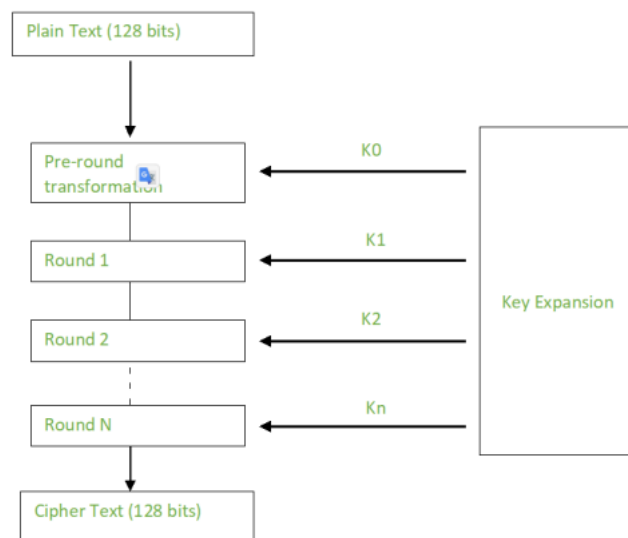 Plain Text (128 bits)
Pre-round
transformation
K0
Round 1
K1
Round 2
K2
Key Expansion
Round N
Kn
Cipher Text (128 bits)